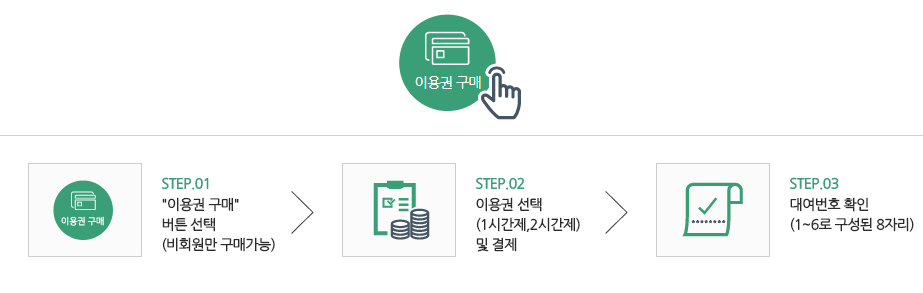 이용권 구매
이용권 구매
STEP.01
"이용권 구매"
버튼 선택
(비회원만 구매가능)
STEP.02
이용권 선택
(1시간제,2시간제)
및 결제
STEP.03
대여번호 확인
(1~6로 구성된 8자리)